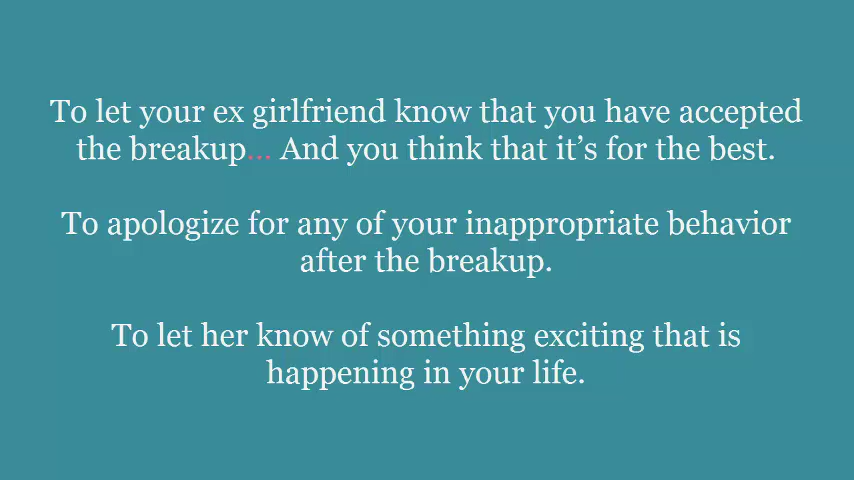 To let your ex girlfriend know that you have accepted
the breakup... And you think that it’s for the best.
To apologize for any of your inappropriate behavior
after the breakup.
To let her know of something exciting that is
happening in your life.